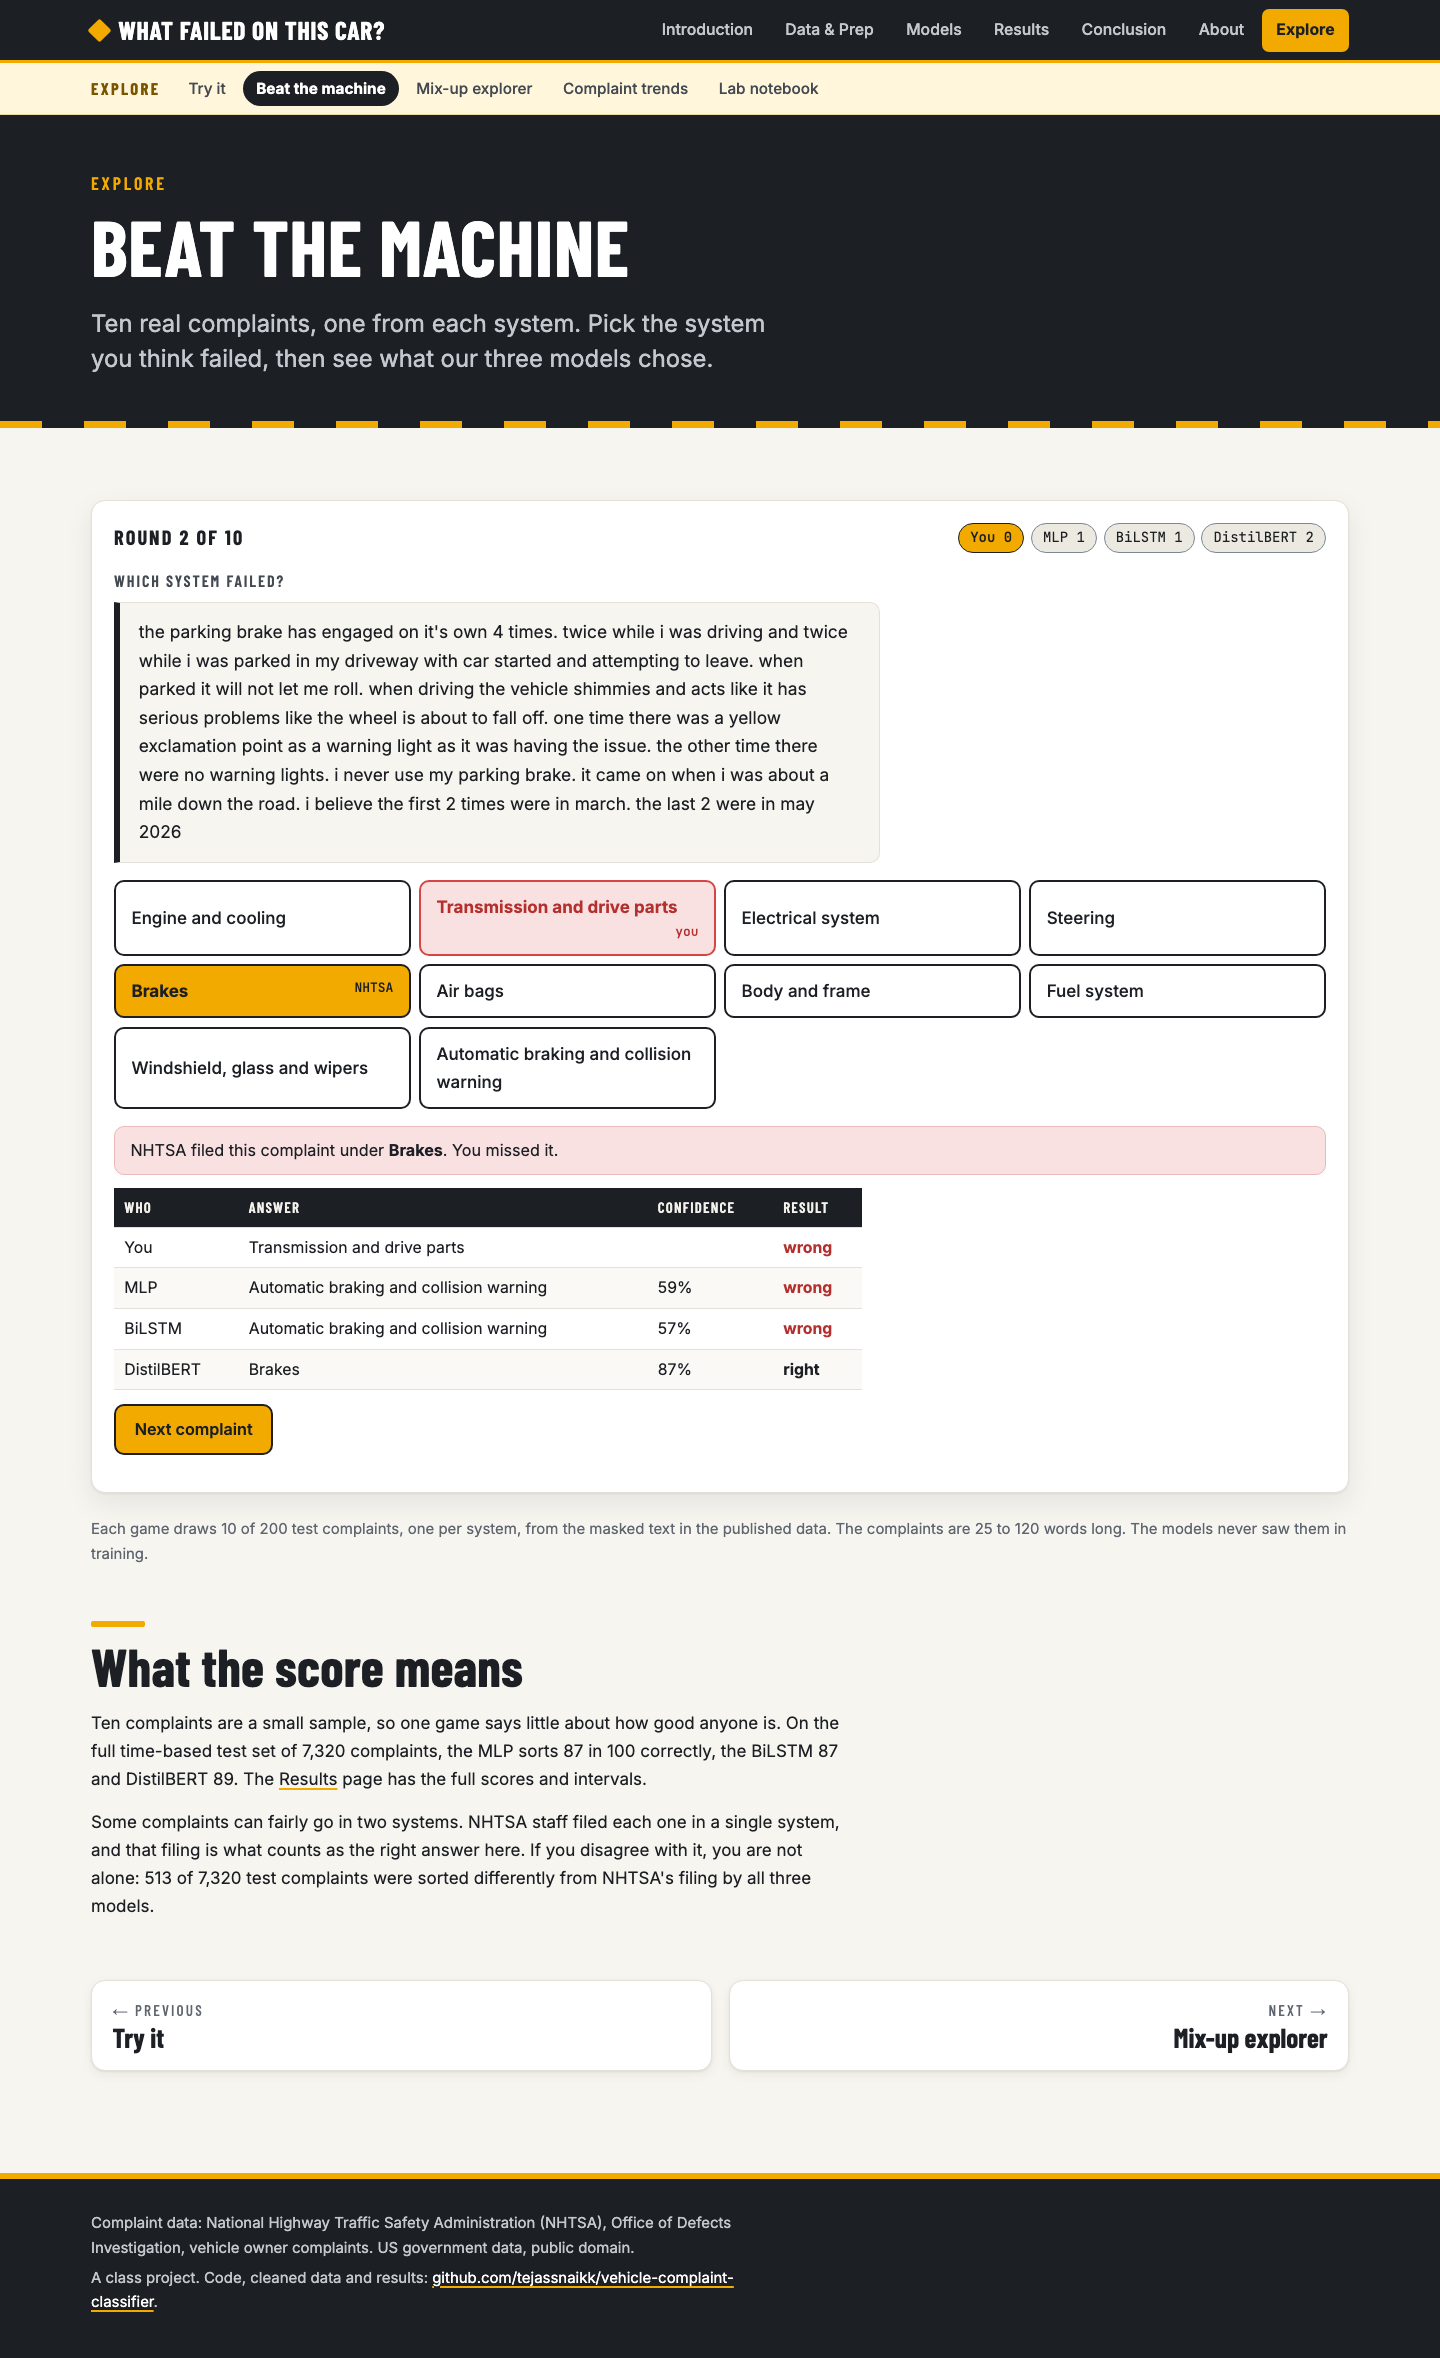 WHAT FAILED ON THIS CAR?
Introduction
Data & Prep
Models
Results
Conclusion
About
Explore
EXPLORE
Try it
Beat the machine
Mix-up explorer
Complaint trends
Lab notebook
EXPLORE
BEAT THE MACHINE
Ten real complaints, one from each system. Pick the system
you think failed, then see what our three models chose.
ROUND 2 OF 10
You 0
MLP 1
BiLSTM 1
DistilBERT 2
WHICH SYSTEM FAILED?
the parking brake has engaged on it's own 4 times. twice while i was driving and twice
while i was parked in my driveway with car started and attempting to leave. when
parked it will not let me roll. when driving the vehicle shimmies and acts like it has
serious problems like the wheel is about to fall off. one time there was a yellow
exclamation point as a warning light as it was having the issue. the other time there
were no warning lights. i never use my parking brake. it came on when i was about a
mile down the road. i believe the first 2 times were in march. the last 2 were in may
2026
Engine and cooling
Transmission and drive parts
you
Electrical system
Steering
Brakes
NHTSA
Air bags
Body and frame
Fuel system
Windshield, glass and wipers
Automatic braking and collision
warning
NHTSA filed this complaint under Brakes. You missed it.
WHO ANSWER CONFIDENCE RESULT
You Transmission and drive parts wrong
MLP Automatic braking and collision warning 59% wrong
BiLSTM Automatic braking and collision warning 57% wrong
DistilBERT Brakes 87% right
Next complaint
Each game draws 10 of 200 test complaints, one per system, from the masked text in the published data. The complaints are 25 to 120 words long. The models never saw them in
training.
What the score means
Ten complaints are a small sample, so one game says little about how good anyone is. On the
full time-based test set of 7,320 complaints, the MLP sorts 87 in 100 correctly, the BiLSTM 87
and DistilBERT 89. The Results page has the full scores and intervals.
Some complaints can fairly go in two systems. NHTSA staff filed each one in a single system,
and that filing is what counts as the right answer here. If you disagree with it, you are not
alone: 513 of 7,320 test complaints were sorted differently from NHTSA's filing by all three
models.
← PREVIOUS
Try it
NEXT →
Mix-up explorer
Complaint data: National Highway Traffic Safety Administration (NHTSA), Office of Defects
Investigation, vehicle owner complaints. US government data, public domain.
A class project. Code, cleaned data and results: github.com/tejassnaikk/vehicle-complaint-
classifier.